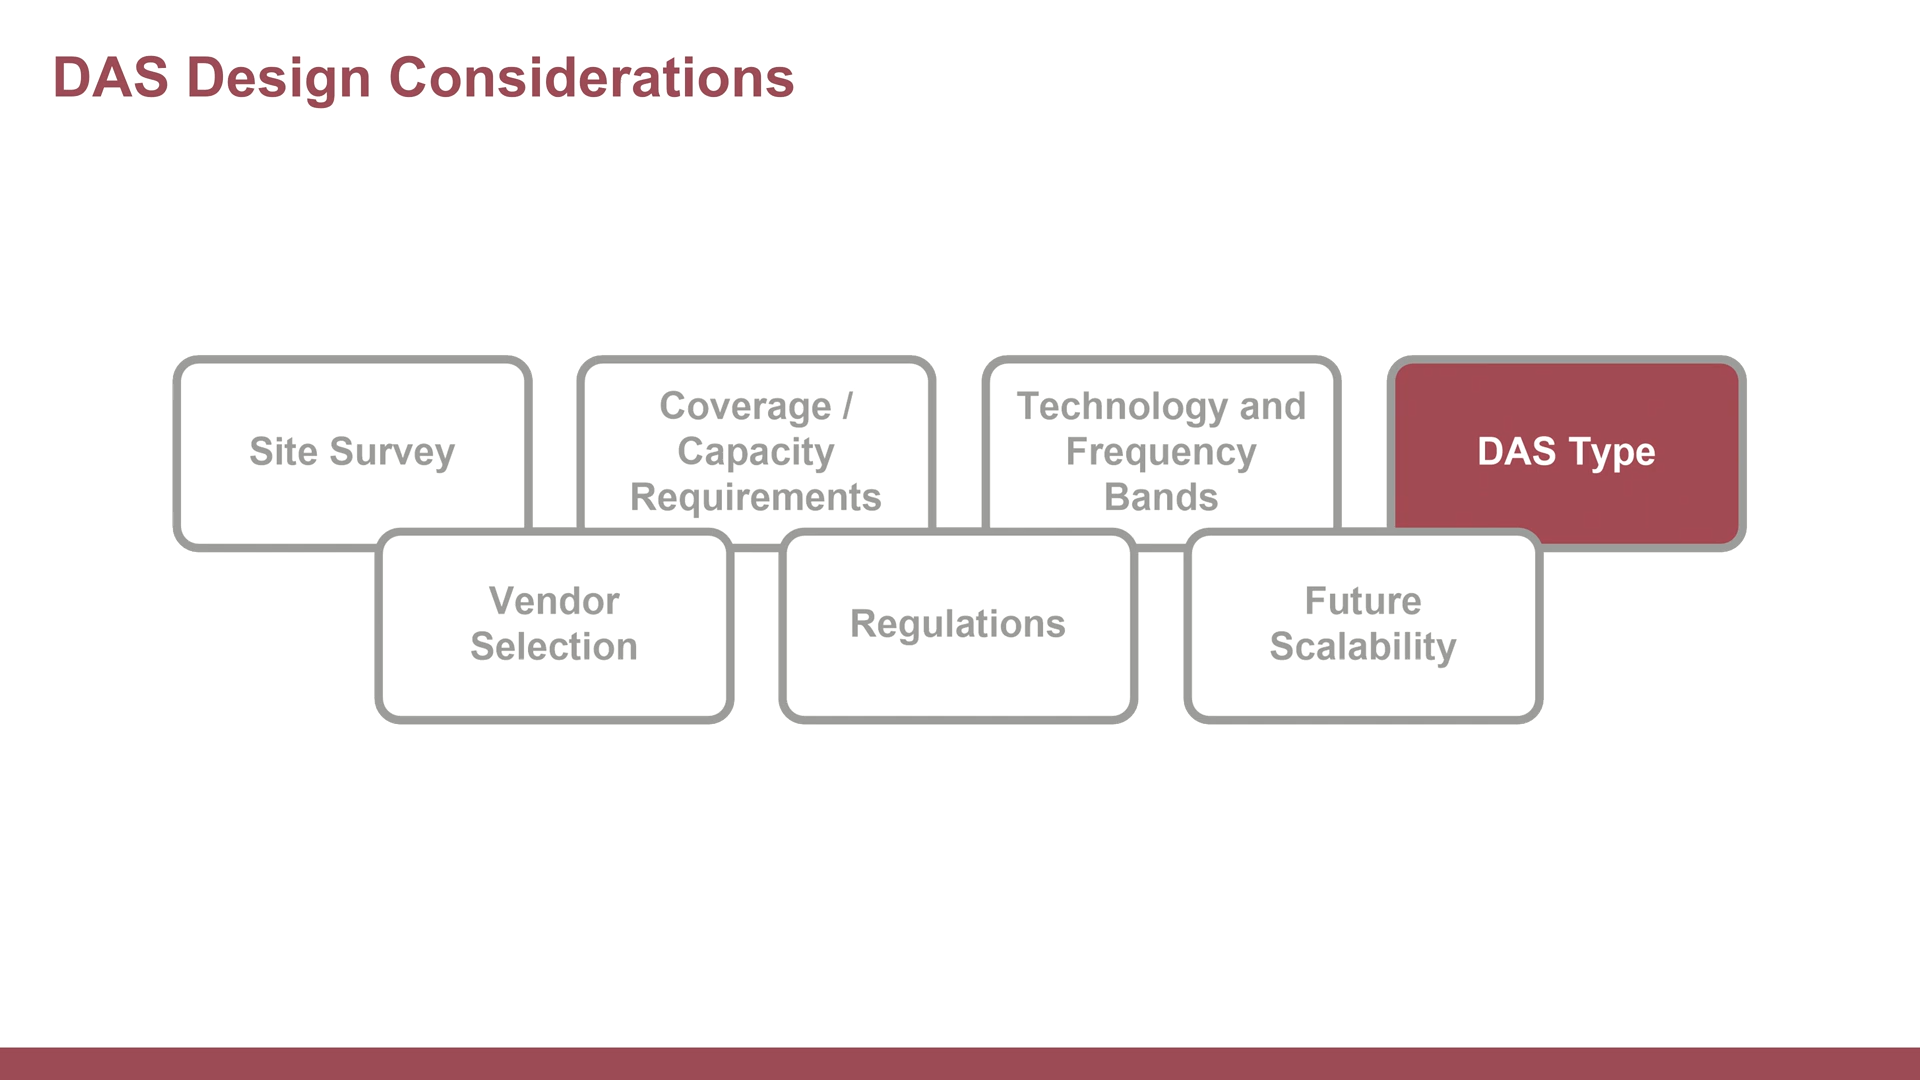 DAS Design Considerations
Site Survey
Coverage /
Capacity
Requirements
Technology and
Frequency
Bands
DAS Type
Vendor
Selection
Regulations
Future
Scalability